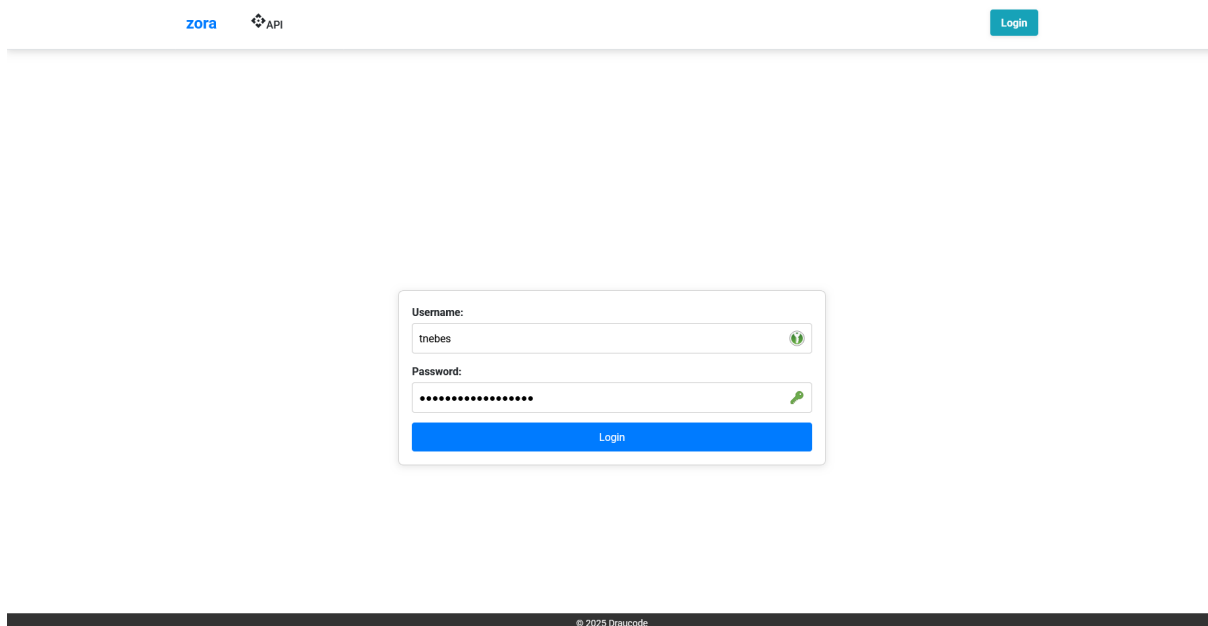 zora API Login
Username:
tnebes
Password:
••••••••••••••••••
Login
© 2025 Draucode